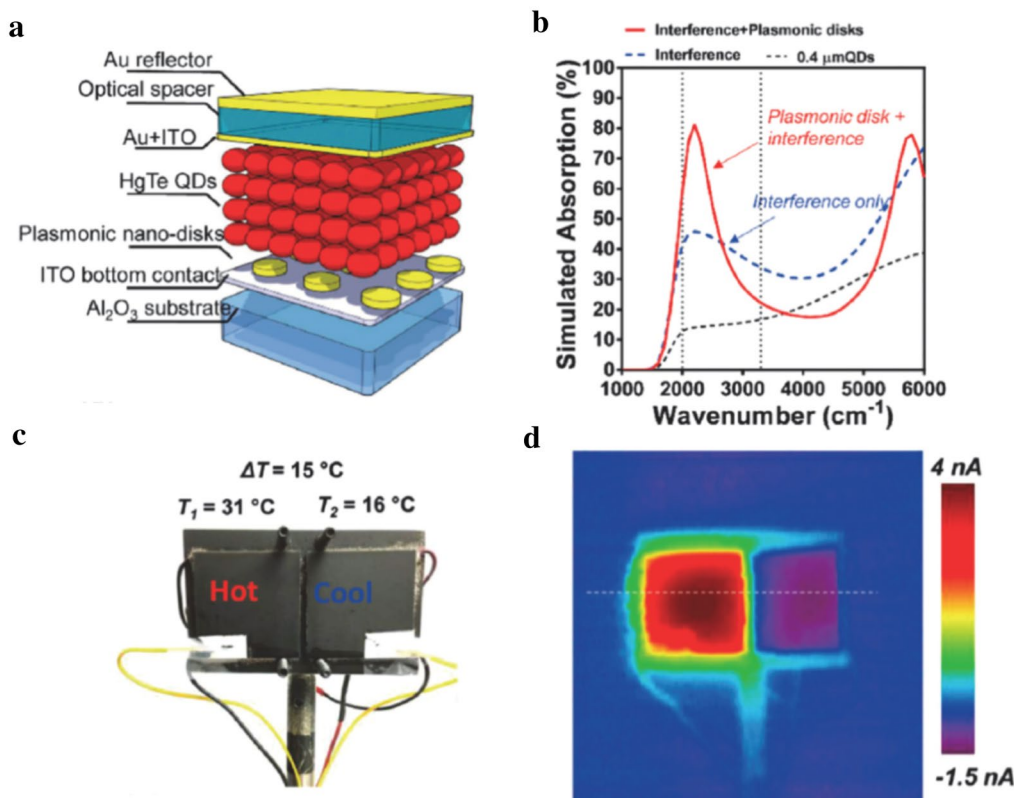 a
Au reflector
Optical spacer
Au+ITO
HgTe QDs
Plasmonic nano-disks
ITO bottom contact
Al₂O₃ substrate
b
Interference+Plasmonic disks
Interference
0.4 μmQDs
Simulated Absorption (%)
100
90
80
70
60
50
40
30
20
10
0
Plasmonic disk +
interference
Interference only
1000 2000 3000 4000 5000 6000
Wavenumber (cm⁻¹)
c
ΔT = 15 °C
T₁ = 31 °C T₂ = 16 °C
Hot Cool
d
4 nA
-1.5 nA